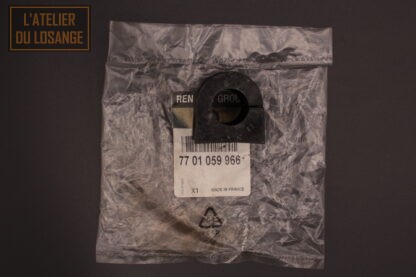 L'ATELIER
DU LOSANGE
REN GROU
77 01 059 966
X1 MADE IN FRANCE